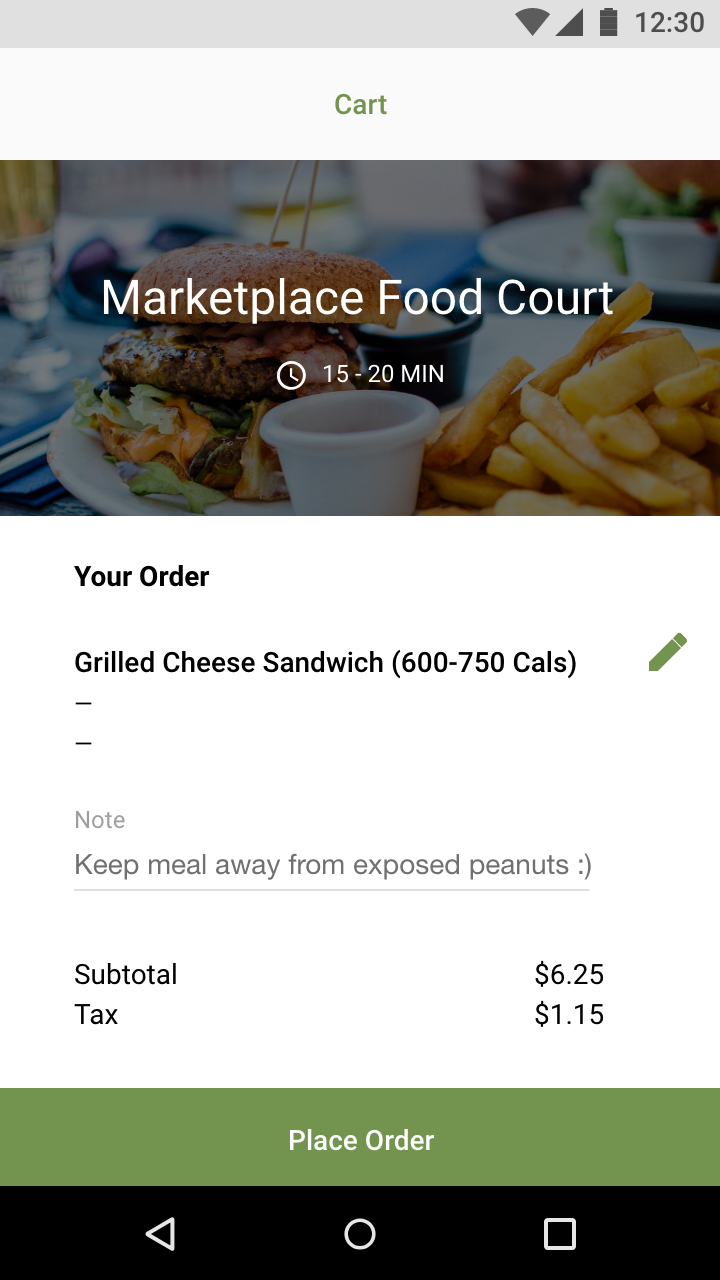 12:30
Cart
Marketplace Food Court
15 - 20 MIN
Your Order
Grilled Cheese Sandwich (600-750 Cals)
–
–
Note
Keep meal away from exposed peanuts :)
Subtotal $6.25
Tax $1.15
Place Order